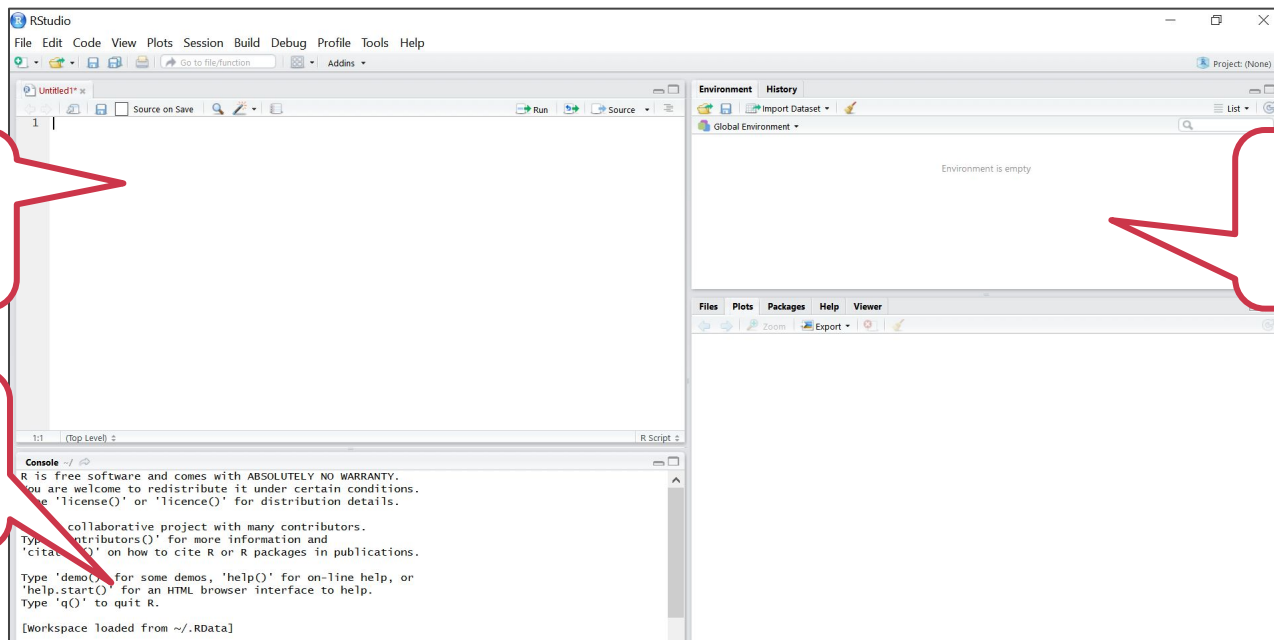 RStudio
File Edit Code View Plots Session Build Debug Profile Tools Help
Go to file/function Addins Project: (None)
Untitled1*
Source on Save Run Source
1
1:1 (Top Level) R Script
Console ~/
R is free software and comes with ABSOLUTELY NO WARRANTY.
You are welcome to redistribute it under certain conditions.
'license()' or 'licence()' for distribution details.
collaborative project with many contributors.
'contributors()' for more information and
on how to cite R or R packages in publications.
Type 'demo()' for some demos, 'help()' for on-line help, or
'help.start()' for an HTML browser interface to help.
Type 'q()' to quit R.
[Workspace loaded from ~/.RData]
Environment History
Import Dataset List
Global Environment
Environment is empty
Files Plots Packages Help Viewer
Zoom Export